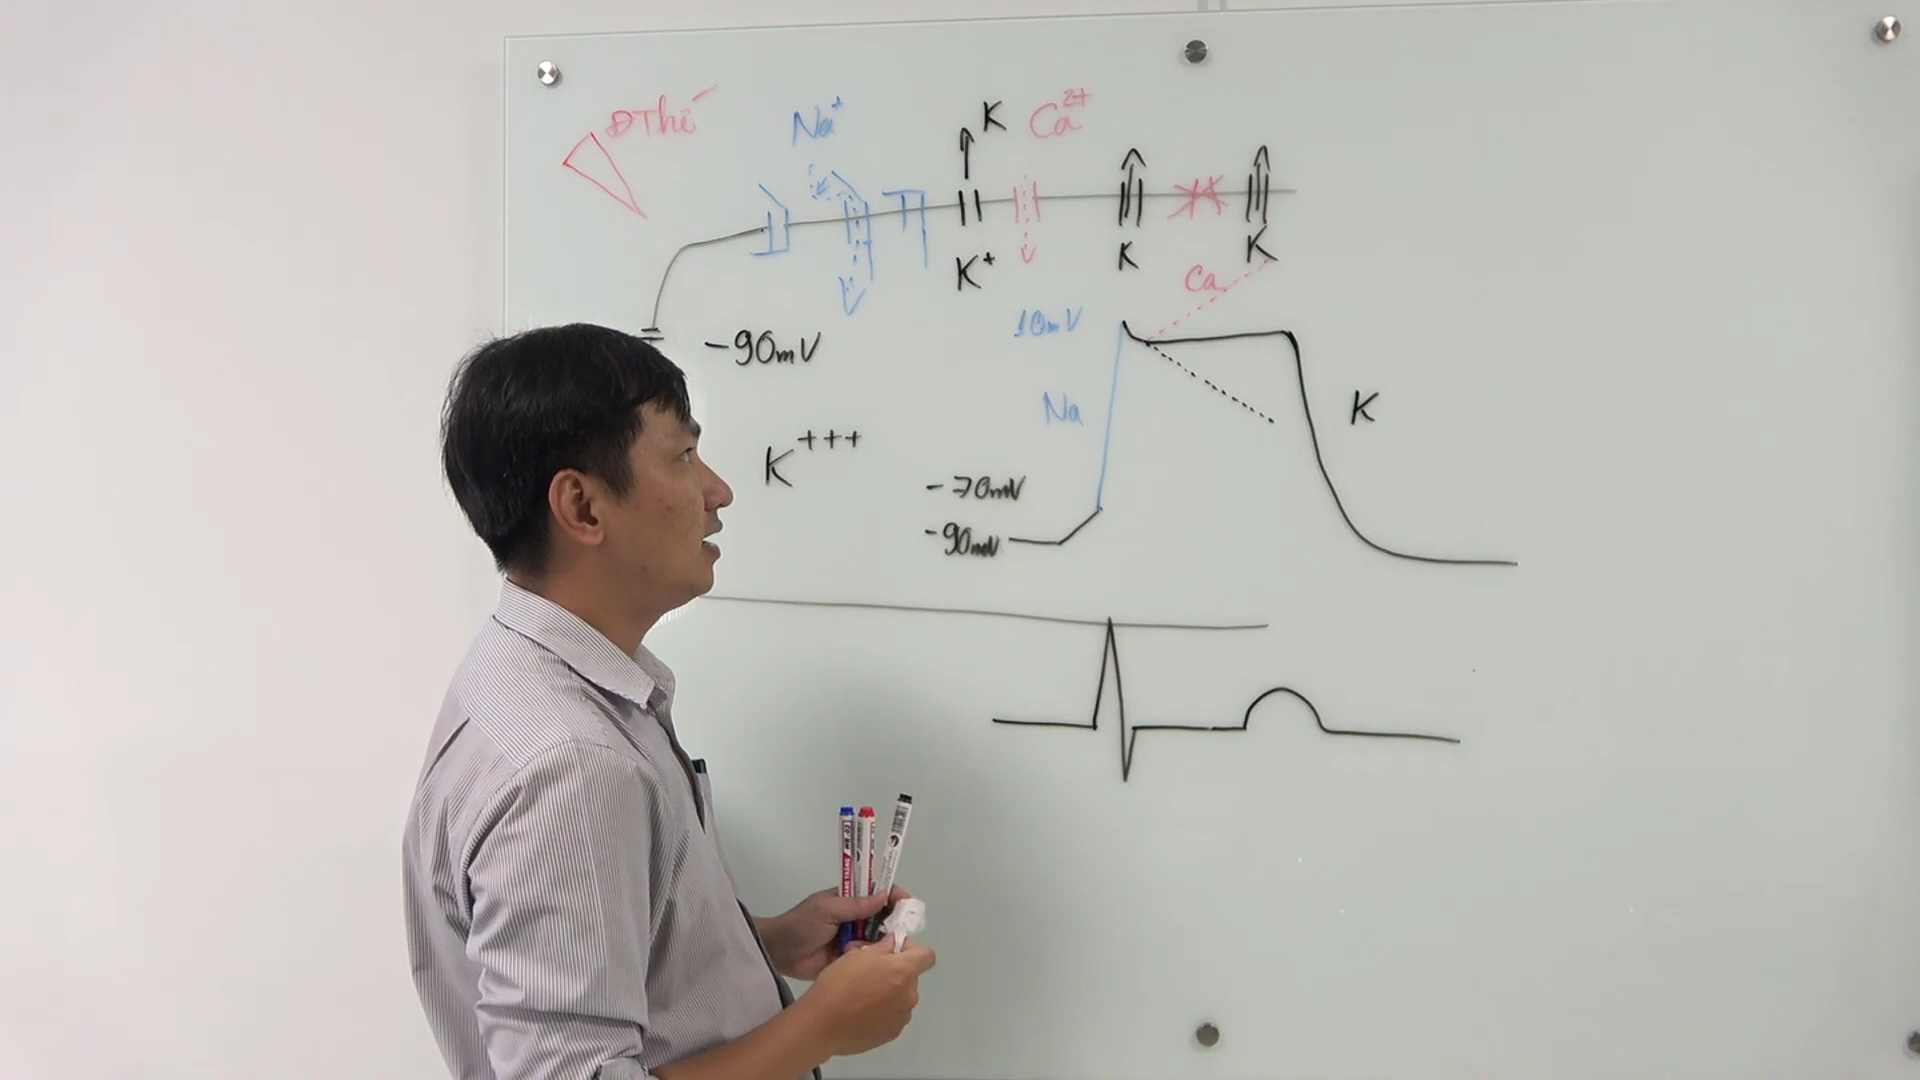 ĐThế
Na⁺
K
Ca²⁺
K⁺
K
K
Ca
10mV
-90mV
Na
K
K⁺⁺⁺
-70mV
-90mV